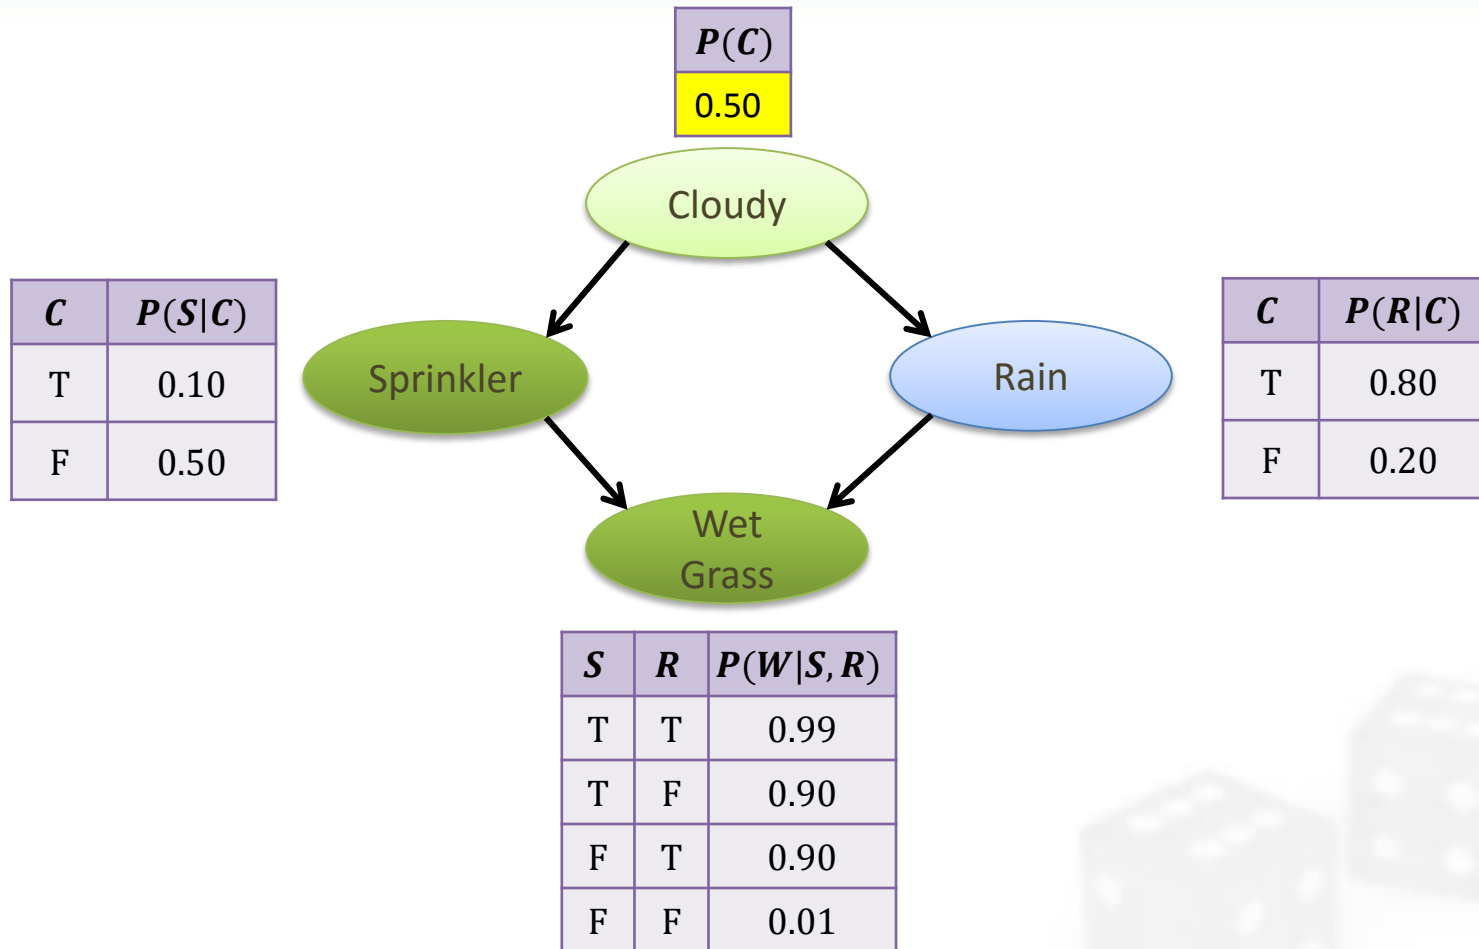 P(C)
0.50
Cloudy
C P(S|C)
T 0.10
F 0.50
Sprinkler
Rain
C P(R|C)
T 0.80
F 0.20
Wet
Grass
S R P(W|S, R)
T T 0.99
T F 0.90
F T 0.90
F F 0.01